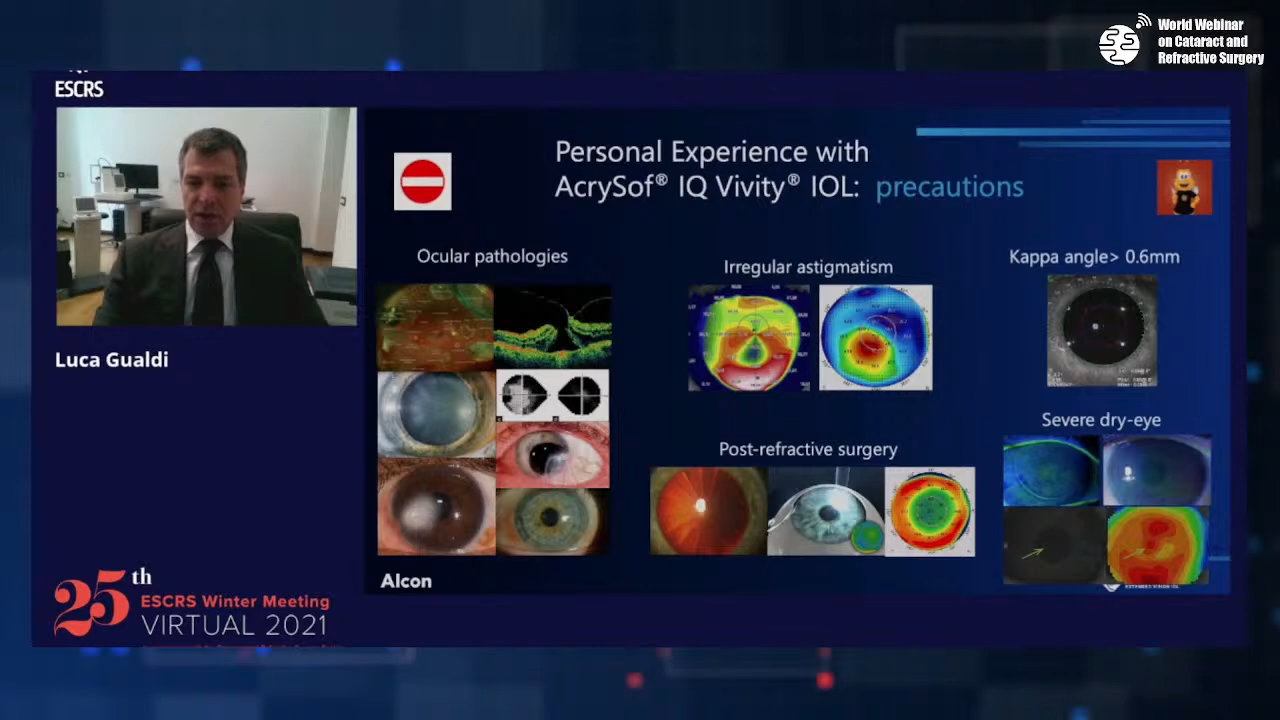 World Webinar
on Cataract and
Refractive Surgery
ESCRS
Personal Experience with
AcrySof® IQ Vivity® IOL: precautions
Ocular pathologies
Irregular astigmatism
Kappa angle> 0.6mm
Luca Gualdi
Severe dry-eye
Post-refractive surgery
Alcon
25th
ESCRS Winter Meeting
VIRTUAL 2021